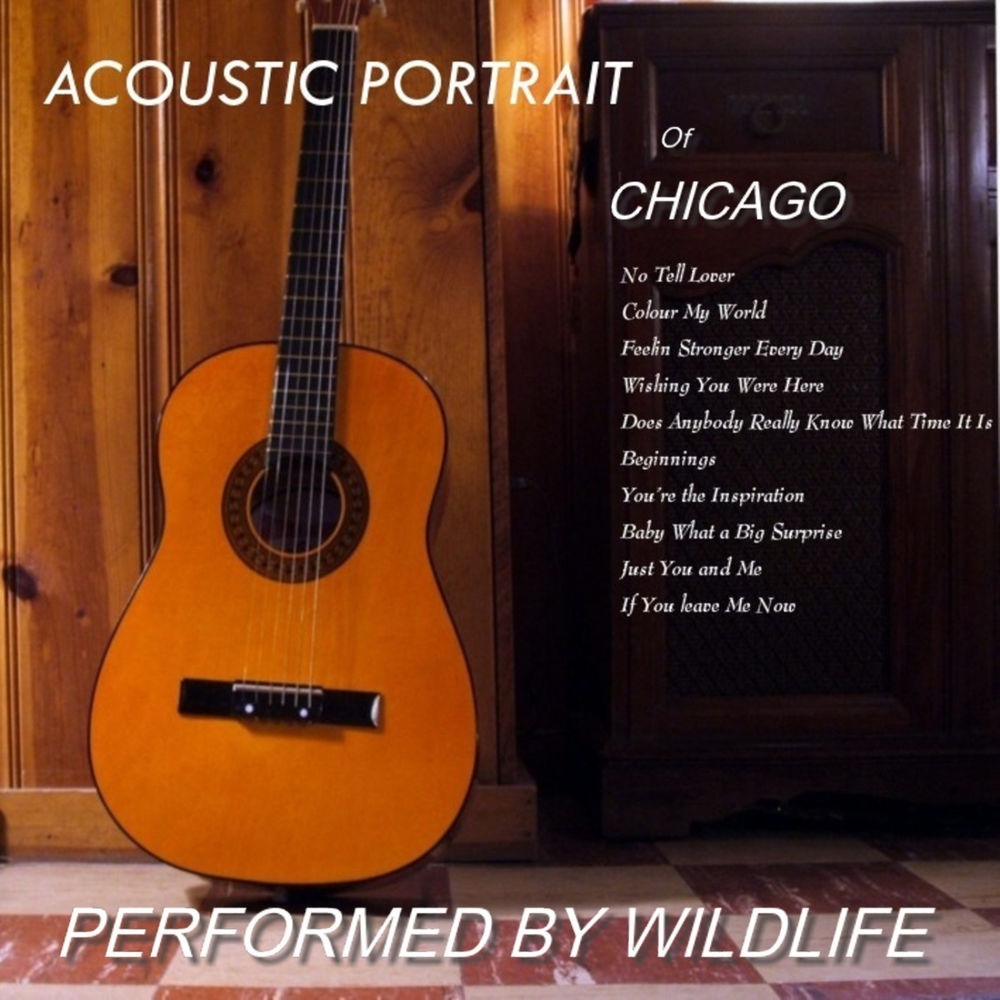 ACOUSTIC PORTRAIT
Of
CHICAGO
No Tell Lover
Colour My World
Feelin Stronger Every Day
Wishing You Were Here
Does Anybody Really Know What Time It Is
Beginnings
You're the Inspiration
Baby What a Big Surprise
Just You and Me
If You leave Me Now
PERFORMED BY WILDLIFE